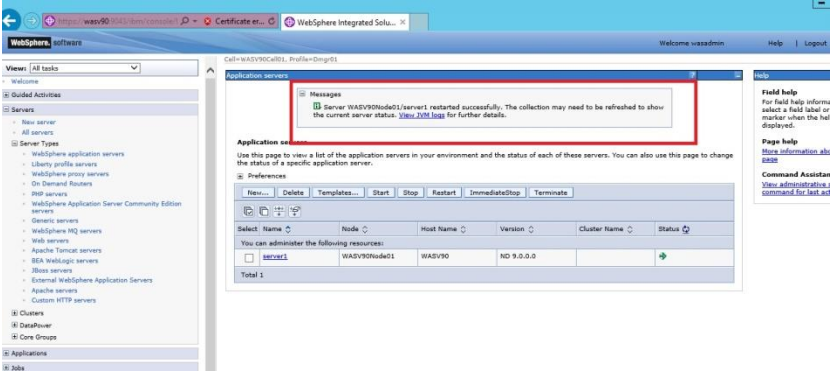 https://wasv90:9043/ibm/console/l
Certificate er...
WebSphere Integrated Solu...
WebSphere. software
Welcome wasadmin
Help | Logout
View: All tasks
Welcome
Guided Activities
Servers
New server
All servers
Server Types
WebSphere application servers
Liberty profile servers
WebSphere proxy servers
On Demand Routers
PHP servers
WebSphere Application Server Community Edition
servers
Generic servers
WebSphere MQ servers
Web servers
Apache Tomcat servers
BEA WebLogic servers
JBoss servers
External WebSphere Application Servers
Apache servers
Custom HTTP servers
Clusters
DataPower
Core Groups
Applications
Jobs
Cell=WASV90Cell01, Profile=Dmgr01
Application servers
Messages
Server WASV90Node01/server1 restarted successfully. The collection may need to be refreshed to show
the current server status. View JVM logs for further details.
Application servers
Use this page to view a list of the application servers in your environment and the status of each of these servers. You can also use this page to change
the status of a specific application server.
Preferences
New... Delete Templates... Start Stop Restart ImmediateStop Terminate
Select Name Node Host Name Version Cluster Name Status
You can administer the following resources:
server1 WASV90Node01 WASV90 ND 9.0.0.0
Total 1
Help
Field help
For field help informa
select a field label or
marker when the hel
displayed.
Page help
More information abo
page
Command Assistan
View administrative s
command for last act